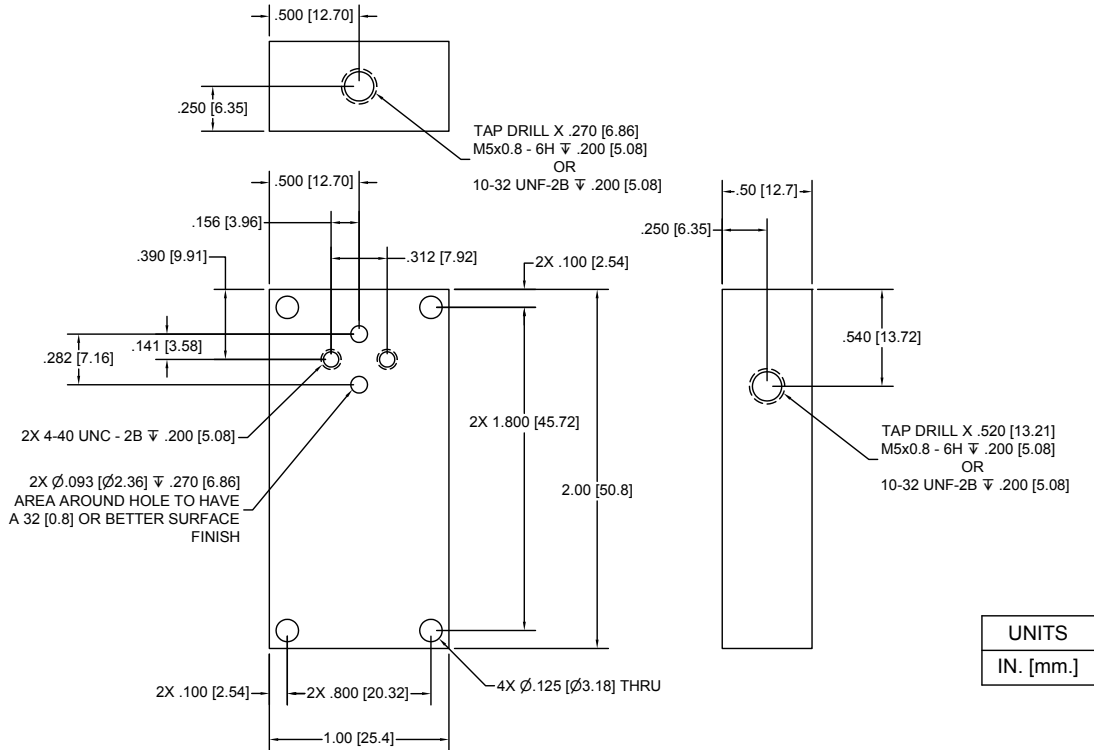 .500 [12.70]
.250 [6.35]
TAP DRILL X .270 [6.86]
M5x0.8 - 6H ↧ .200 [5.08]
OR
10-32 UNF-2B ↧ .200 [5.08]
.500 [12.70]
.156 [3.96]
.390 [9.91]
.312 [7.92]
2X .100 [2.54]
.141 [3.58]
.282 [7.16]
2X 4-40 UNC - 2B ↧ .200 [5.08]
2X Ø.093 [Ø2.36] ↧ .270 [6.86]
AREA AROUND HOLE TO HAVE
A 32 [0.8] OR BETTER SURFACE
FINISH
2X 1.800 [45.72]
2.00 [50.8]
2X .100 [2.54]
2X .800 [20.32]
4X Ø.125 [Ø3.18] THRU
1.00 [25.4]
.50 [12.7]
.250 [6.35]
.540 [13.72]
TAP DRILL X .520 [13.21]
M5x0.8 - 6H ↧ .200 [5.08]
OR
10-32 UNF-2B ↧ .200 [5.08]
UNITS
IN. [mm.]